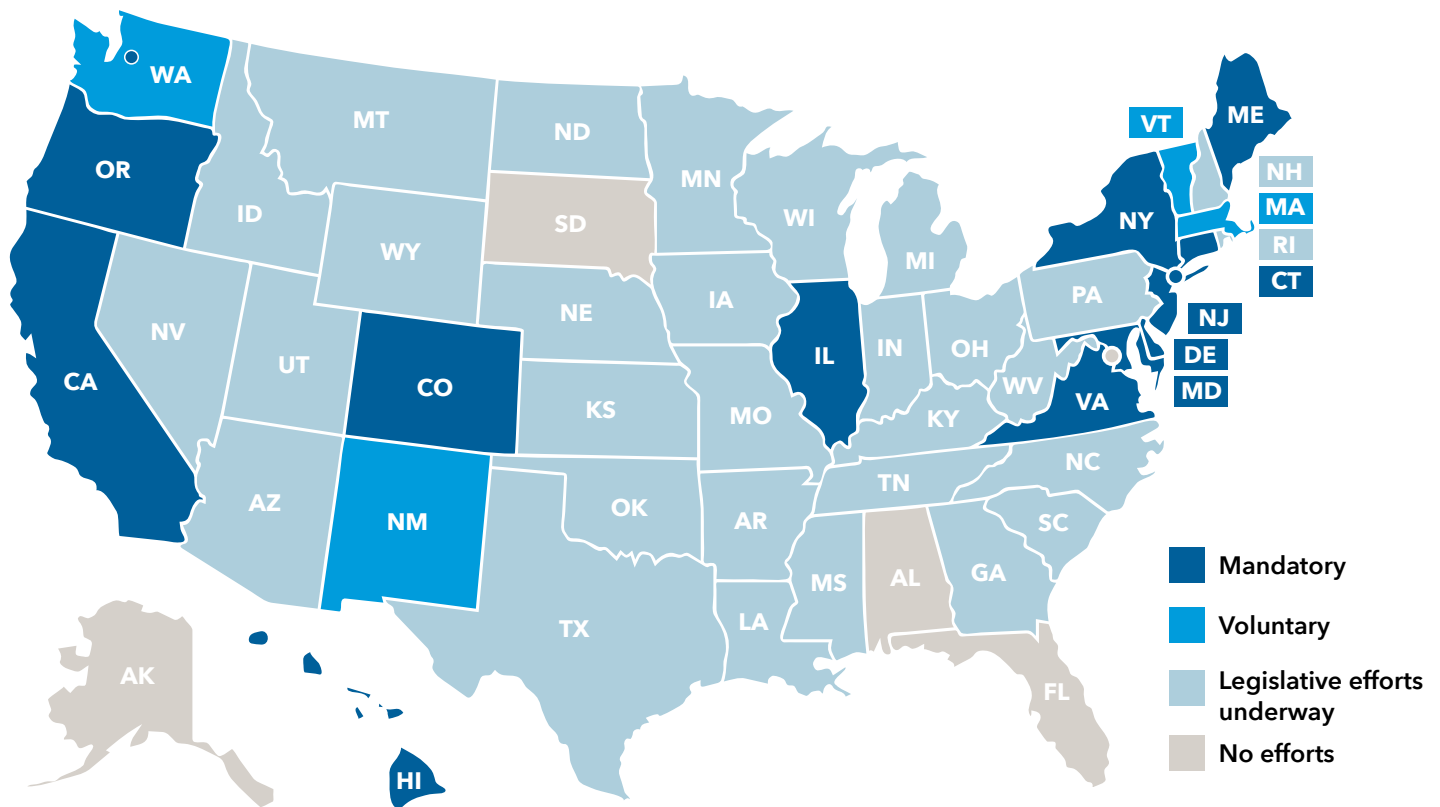 WA
VT
ME
MT
ND
OR
MN
NH
ID
SD
WI
NY
MA
WY
MI
RI
IA
PA
CT
NE
NV
NJ
UT
IL
IN
OH
DE
CA
CO
WV
MD
KS
MO
KY
VA
NC
TN
AZ
NM
OK
AR
SC
Mandatory
MS
AL
GA
TX
LA
Voluntary
AK
FL
Legislative efforts
underway
No efforts
HI